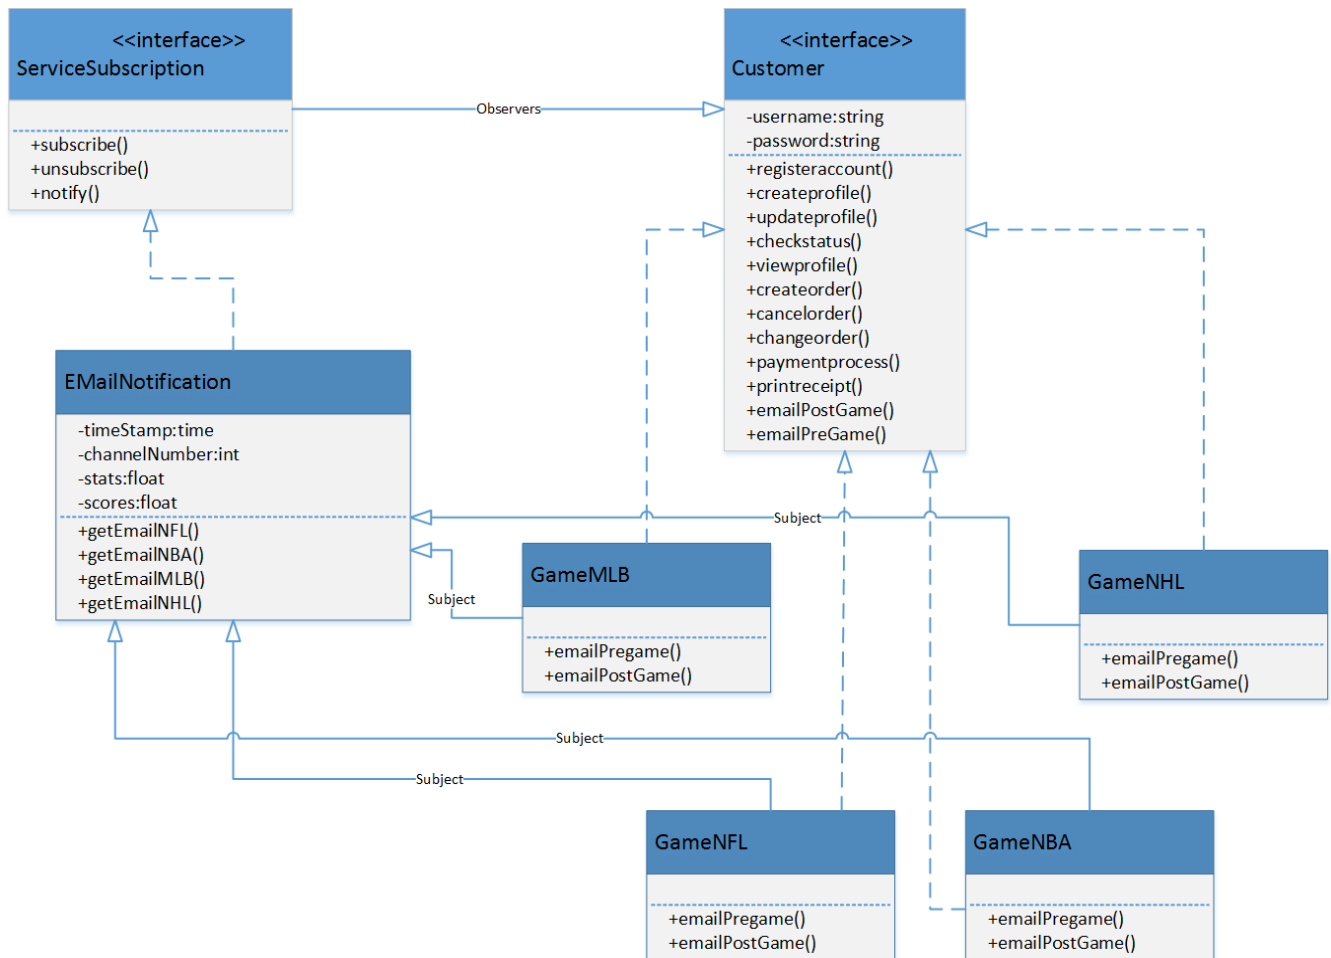 <<interface>>
ServiceSubscription
+subscribe()
+unsubscribe()
+notify()
Observers
<<interface>>
Customer
-username:string
-password:string
+registeraccount()
+createprofile()
+updateprofile()
+checkstatus()
+viewprofile()
+createorder()
+cancelorder()
+changeorder()
+paymentprocess()
+printreceipt()
+emailPostGame()
+emailPreGame()
EMailNotification
-timeStamp:time
-channelNumber:int
-stats:float
-scores:float
+getEmailNFL()
+getEmailNBA()
+getEmailMLB()
+getEmailNHL()
Subject
Subject
GameMLB
+emailPregame()
+emailPostGame()
GameNHL
+emailPregame()
+emailPostGame()
Subject
Subject
GameNFL
+emailPregame()
+emailPostGame()
GameNBA
+emailPregame()
+emailPostGame()